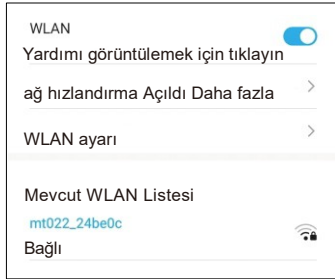 WLAN
Yardımı görüntülemek için tıklayın
ağ hızlandırma Açıldı Daha fazla
WLAN ayarı
Mevcut WLAN Listesi
mt022_24be0c
Bağlı